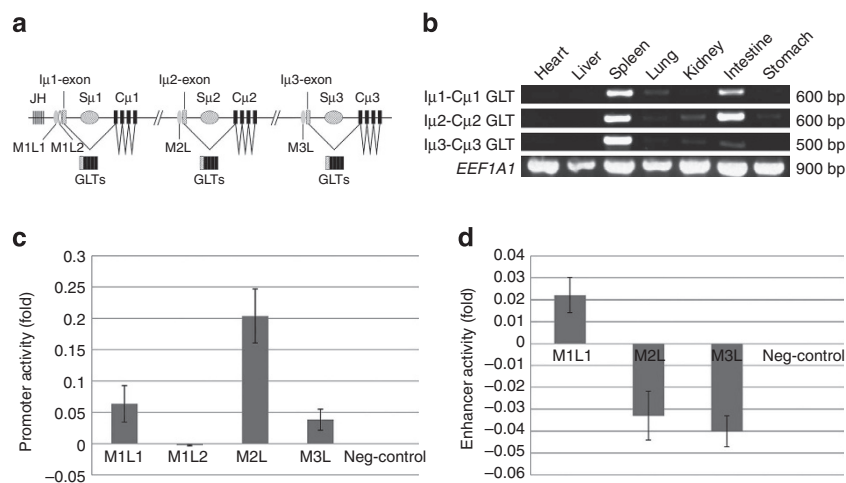 a
Iμ1-exon
Iμ2-exon
Iμ3-exon
JH
Sμ1
Cμ1
Sμ2
Cμ2
Sμ3
Cμ3
M1L1
M1L2
M2L
M3L
GLTs
GLTs
GLTs
b
Heart
Liver
Spleen
Lung
Kidney
Intestine
Stomach
Iμ1-Cμ1 GLT
600 bp
Iμ2-Cμ2 GLT
600 bp
Iμ3-Cμ3 GLT
500 bp
EEF1A1
900 bp
c
Promoter activity (fold)
0.3
0.25
0.2
0.15
0.1
0.05
0
−0.05
M1L1
M1L2
M2L
M3L
Neg-control
d
Enhancer activity (fold)
0.04
0.03
0.02
0.01
0
−0.01
−0.02
−0.03
−0.04
−0.05
−0.06
M1L1
M2L
M3L
Neg-control